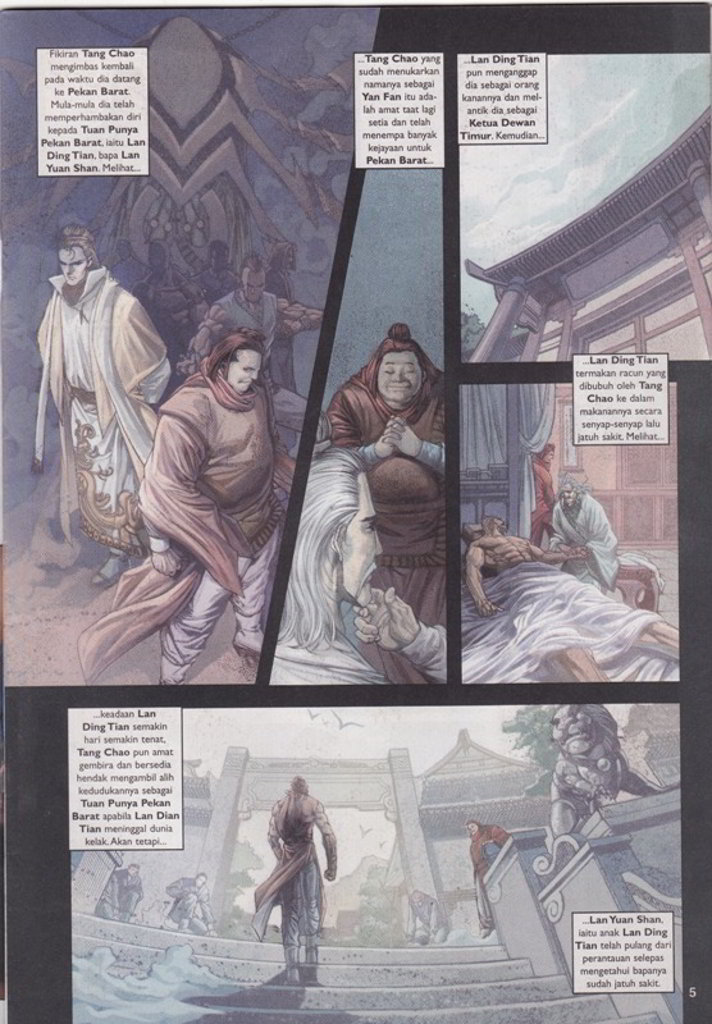 Fikiran Tang Chao
mengimbas kembali
pada waktu dia datang
ke Pekan Barat.
Mula-mula dia telah
memperhambakan diri
kepada Tuan Punya
Pekan Barat, iaitu Lan
Ding Tian, bapa Lan
Yuan Shan. Melihat...
...Tang Chao yang
sudah menukarkan
namanya sebagai
Yan Fan itu ada-
lah amat taat lagi
setia dan telah
menempa banyak
kejayaan untuk
Pekan Barat...
...Lan Ding Tian
pun menganggap
dia sebagai orang
kanannya dan mel-
antik dia sebagai
Ketua Dewan
Timur. Kemudian...
...Lan Ding Tian
termakan racun yang
dibubuh oleh Tang
Chao ke dalam
makanannya secara
senyap-senyap lalu
jatuh sakit. Melihat...
...keadaan Lan
Ding Tian semakin
hari semakin tenat,
Tang Chao pun amat
gembira dan bersedia
hendak mengambil alih
kedudukannya sebagai
Tuan Punya Pekan
Barat apabila Lan Dian
Tian meninggal dunia
kelak. Akan tetapi...
...Lan Yuan Shan,
iaitu anak Lan Ding
Tian telah pulang dari
perantauan selepas
mengetahui bapanya
sudah jatuh sakit.
5